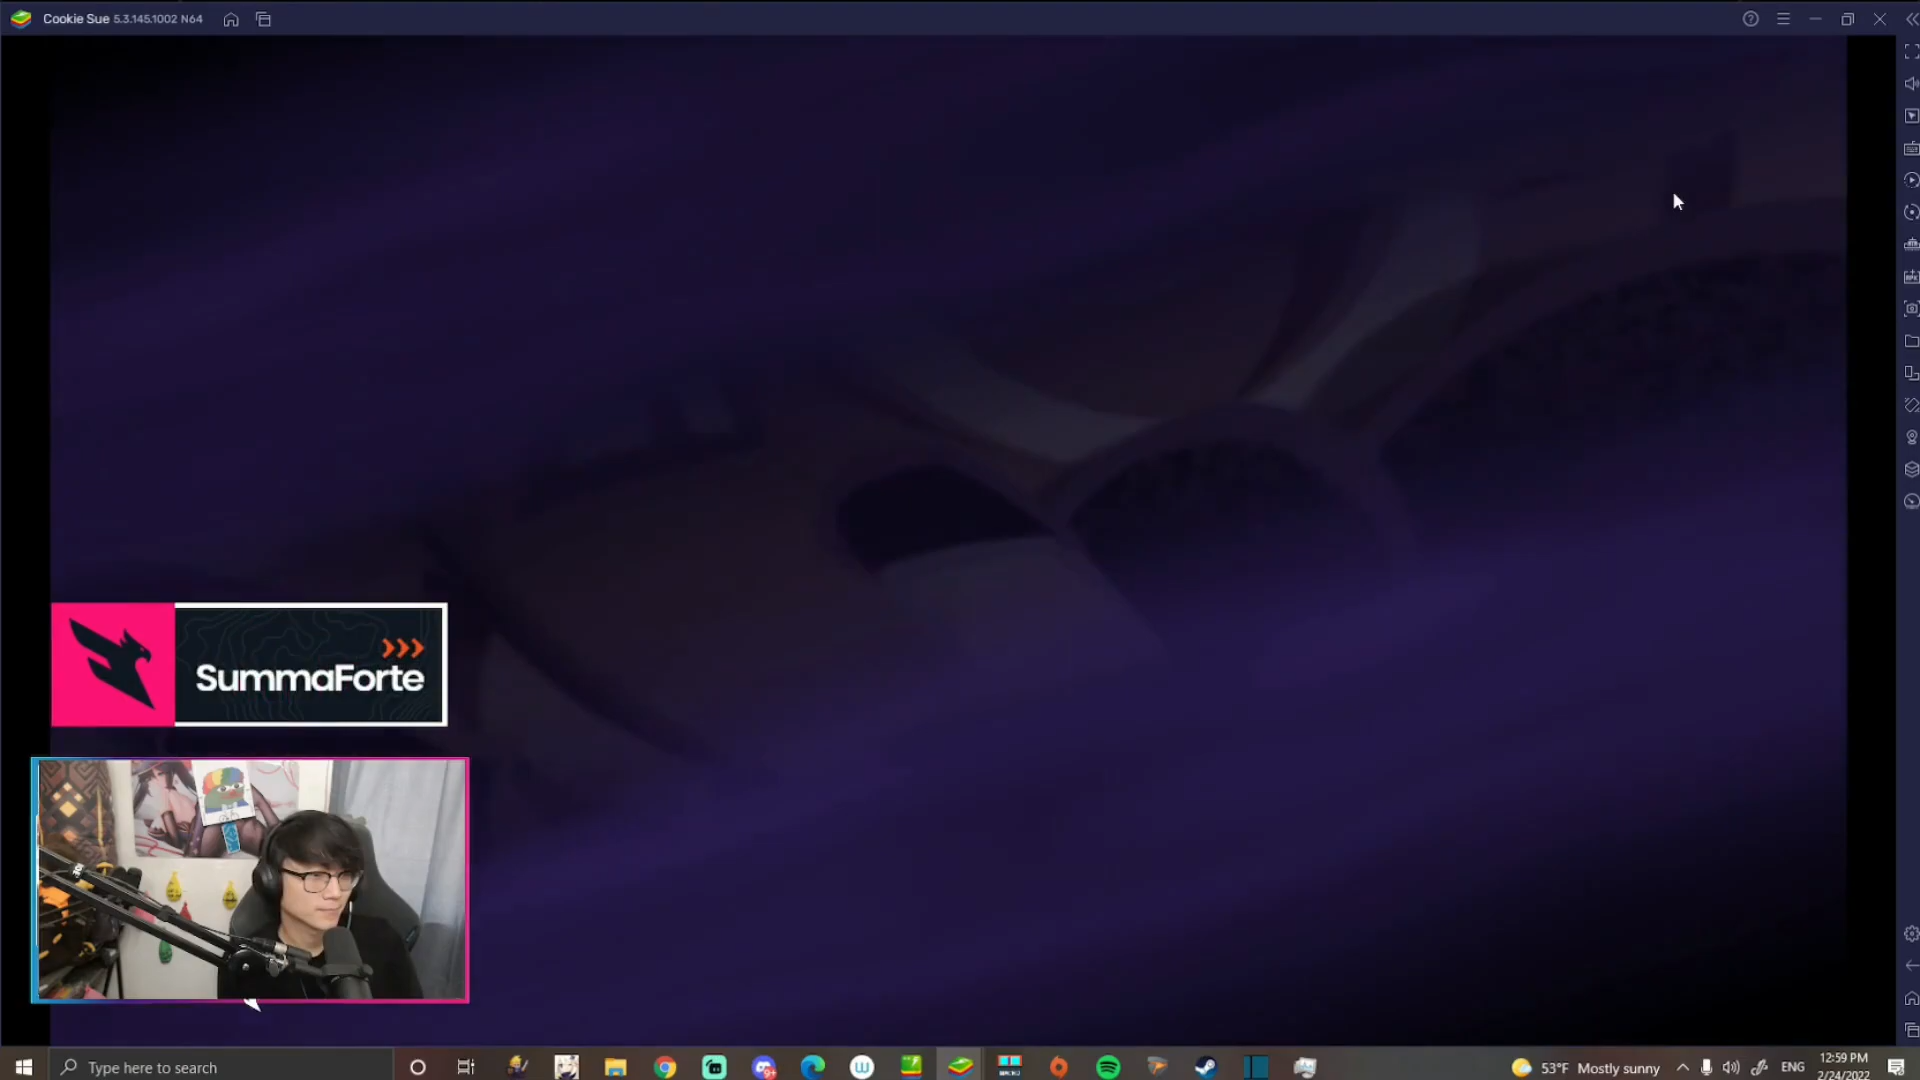 Cookie Sue 5.3.145.1002 N64
SummaForte
Type here to search
9+
53°F Mostly sunny
ENG
12:59 PM
2/24/2022